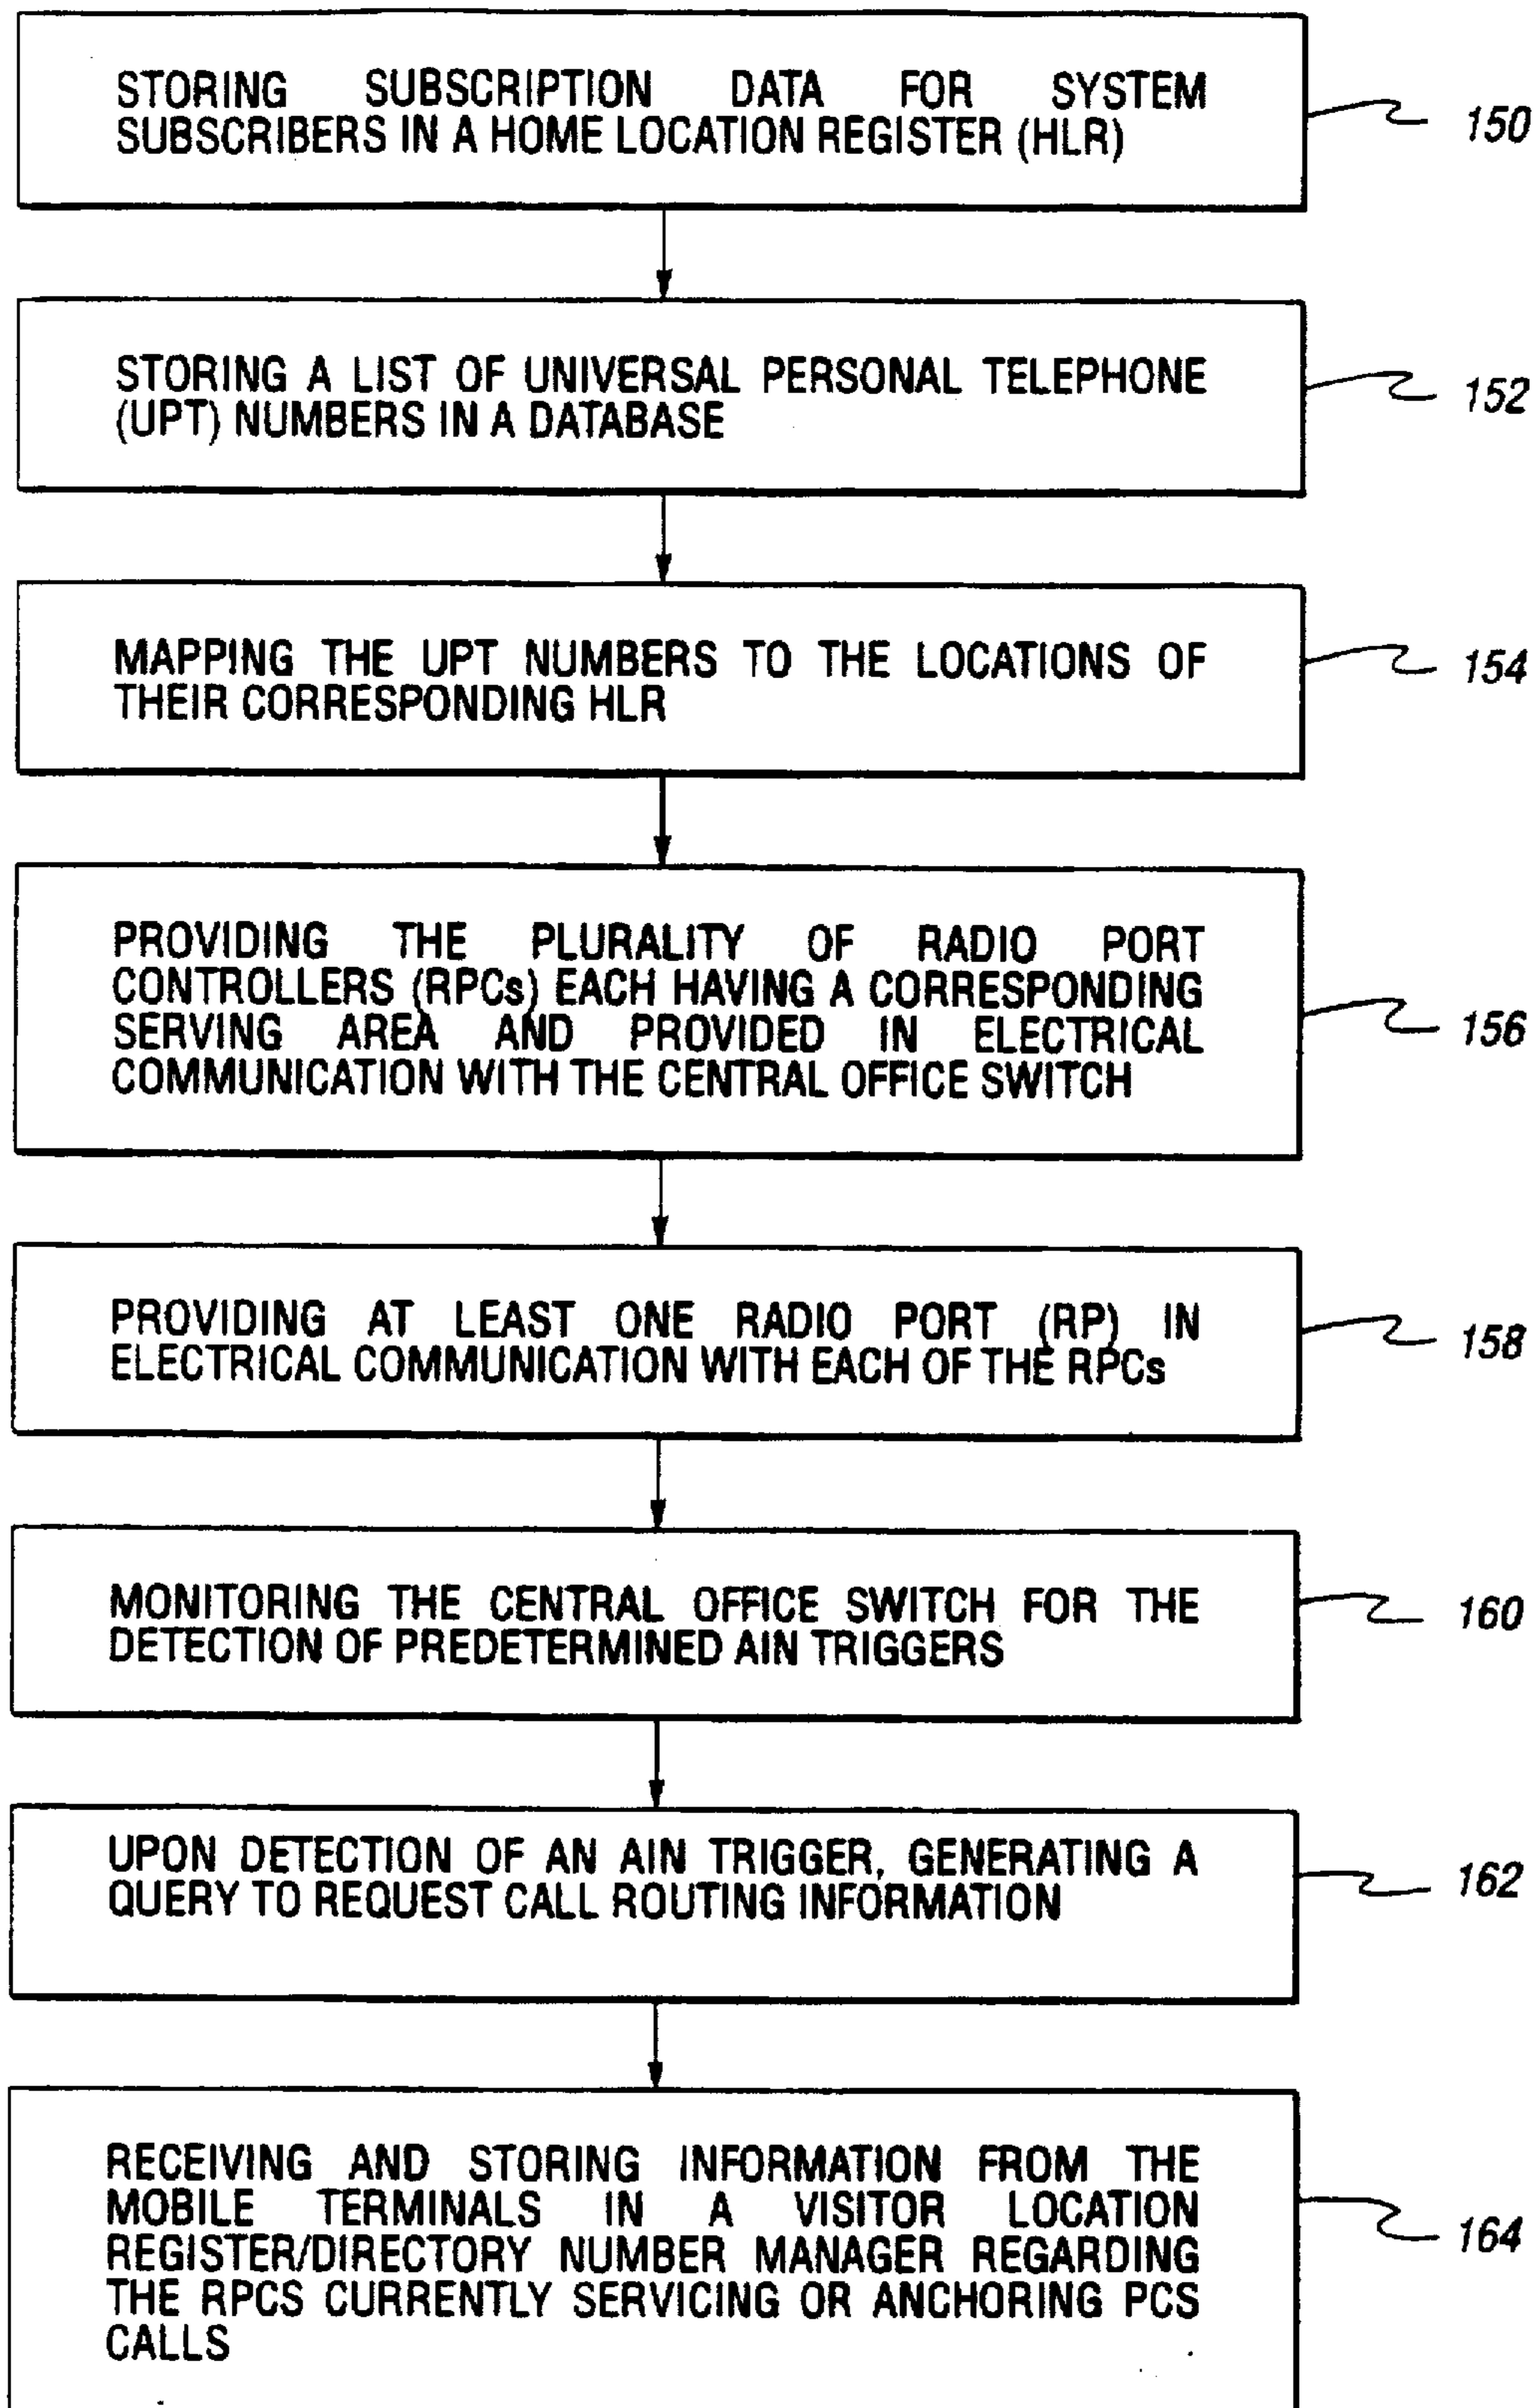 STORING SUBSCRIPTION DATA FOR SYSTEM
SUBSCRIBERS IN A HOME LOCATION REGISTER (HLR)
150
STORING A LIST OF UNIVERSAL PERSONAL TELEPHONE
(UPT) NUMBERS IN A DATABASE
152
MAPPING THE UPT NUMBERS TO THE LOCATIONS OF
THEIR CORRESPONDING HLR
154
PROVIDING THE PLURALITY OF RADIO PORT
CONTROLLERS (RPCs) EACH HAVING A CORRESPONDING
SERVING AREA AND PROVIDED IN ELECTRICAL
COMMUNICATION WITH THE CENTRAL OFFICE SWITCH
156
PROVIDING AT LEAST ONE RADIO PORT (RP) IN
ELECTRICAL COMMUNICATION WITH EACH OF THE RPCs
158
MONITORING THE CENTRAL OFFICE SWITCH FOR THE
DETECTION OF PREDETERMINED AIN TRIGGERS
160
UPON DETECTION OF AN AIN TRIGGER, GENERATING A
QUERY TO REQUEST CALL ROUTING INFORMATION
162
RECEIVING AND STORING INFORMATION FROM THE
MOBILE TERMINALS IN A VISITOR LOCATION
REGISTER/DIRECTORY NUMBER MANAGER REGARDING
THE RPCS CURRENTLY SERVICING OR ANCHORING PCS
CALLS
164